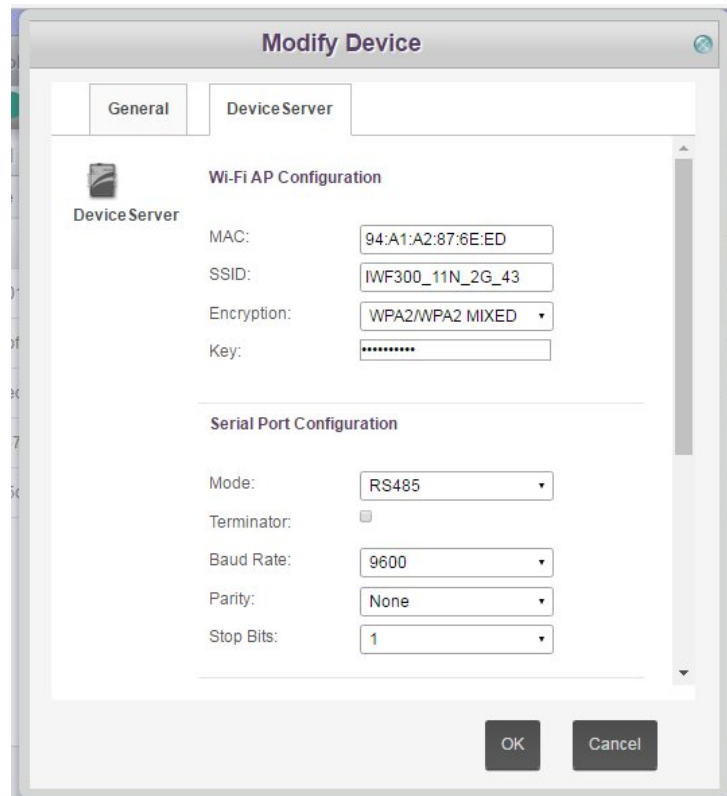 Modify Device
General DeviceServer
DeviceServer
Wi-Fi AP Configuration
MAC: 94:A1:A2:87:6E:ED
SSID: IWF300_11N_2G_43
Encryption: WPA2/WPA2 MIXED
Key: ••••••••••
Serial Port Configuration
Mode: RS485
Terminator:
Baud Rate: 9600
Parity: None
Stop Bits: 1
OK Cancel